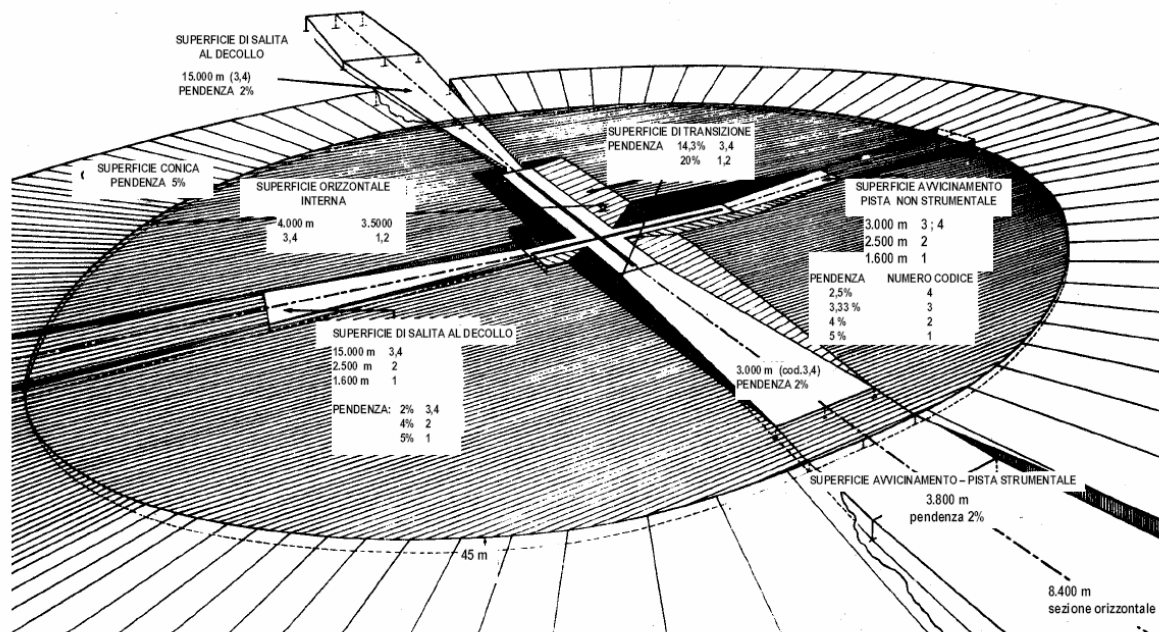 SUPERFICIE DI SALITA
AL DECOLLO
15.000 m (3,4)
PENDENZA 2%
SUPERFICIE DI TRANSIZIONE
PENDENZA 14,3% 3,4
20% 1,2
SUPERFICIE CONICA
PENDENZA 5%
SUPERFICIE ORIZZONTALE
INTERNA
4.000 m 3.5000
3,4 1,2
SUPERFICIE AVVICINAMENTO
PISTA NON STRUMENTALE
3.000 m 3 ; 4
2.500 m 2
1.600 m 1
PENDENZA NUMERO CODICE
2,5% 4
3,33 % 3
4 % 2
5 % 1
SUPERFICIE DI SALITA AL DECOLLO
15.000 m 3,4
2.500 m 2
1.600 m 1
PENDENZA: 2% 3,4
4% 2
5% 1
3.000 m (cod.3,4)
PENDENZA 2%
SUPERFICIE AVVICINAMENTO – PISTA STRUMENTALE
3.800 m
pendenza 2%
45 m
8.400 m
sezione orizzontale